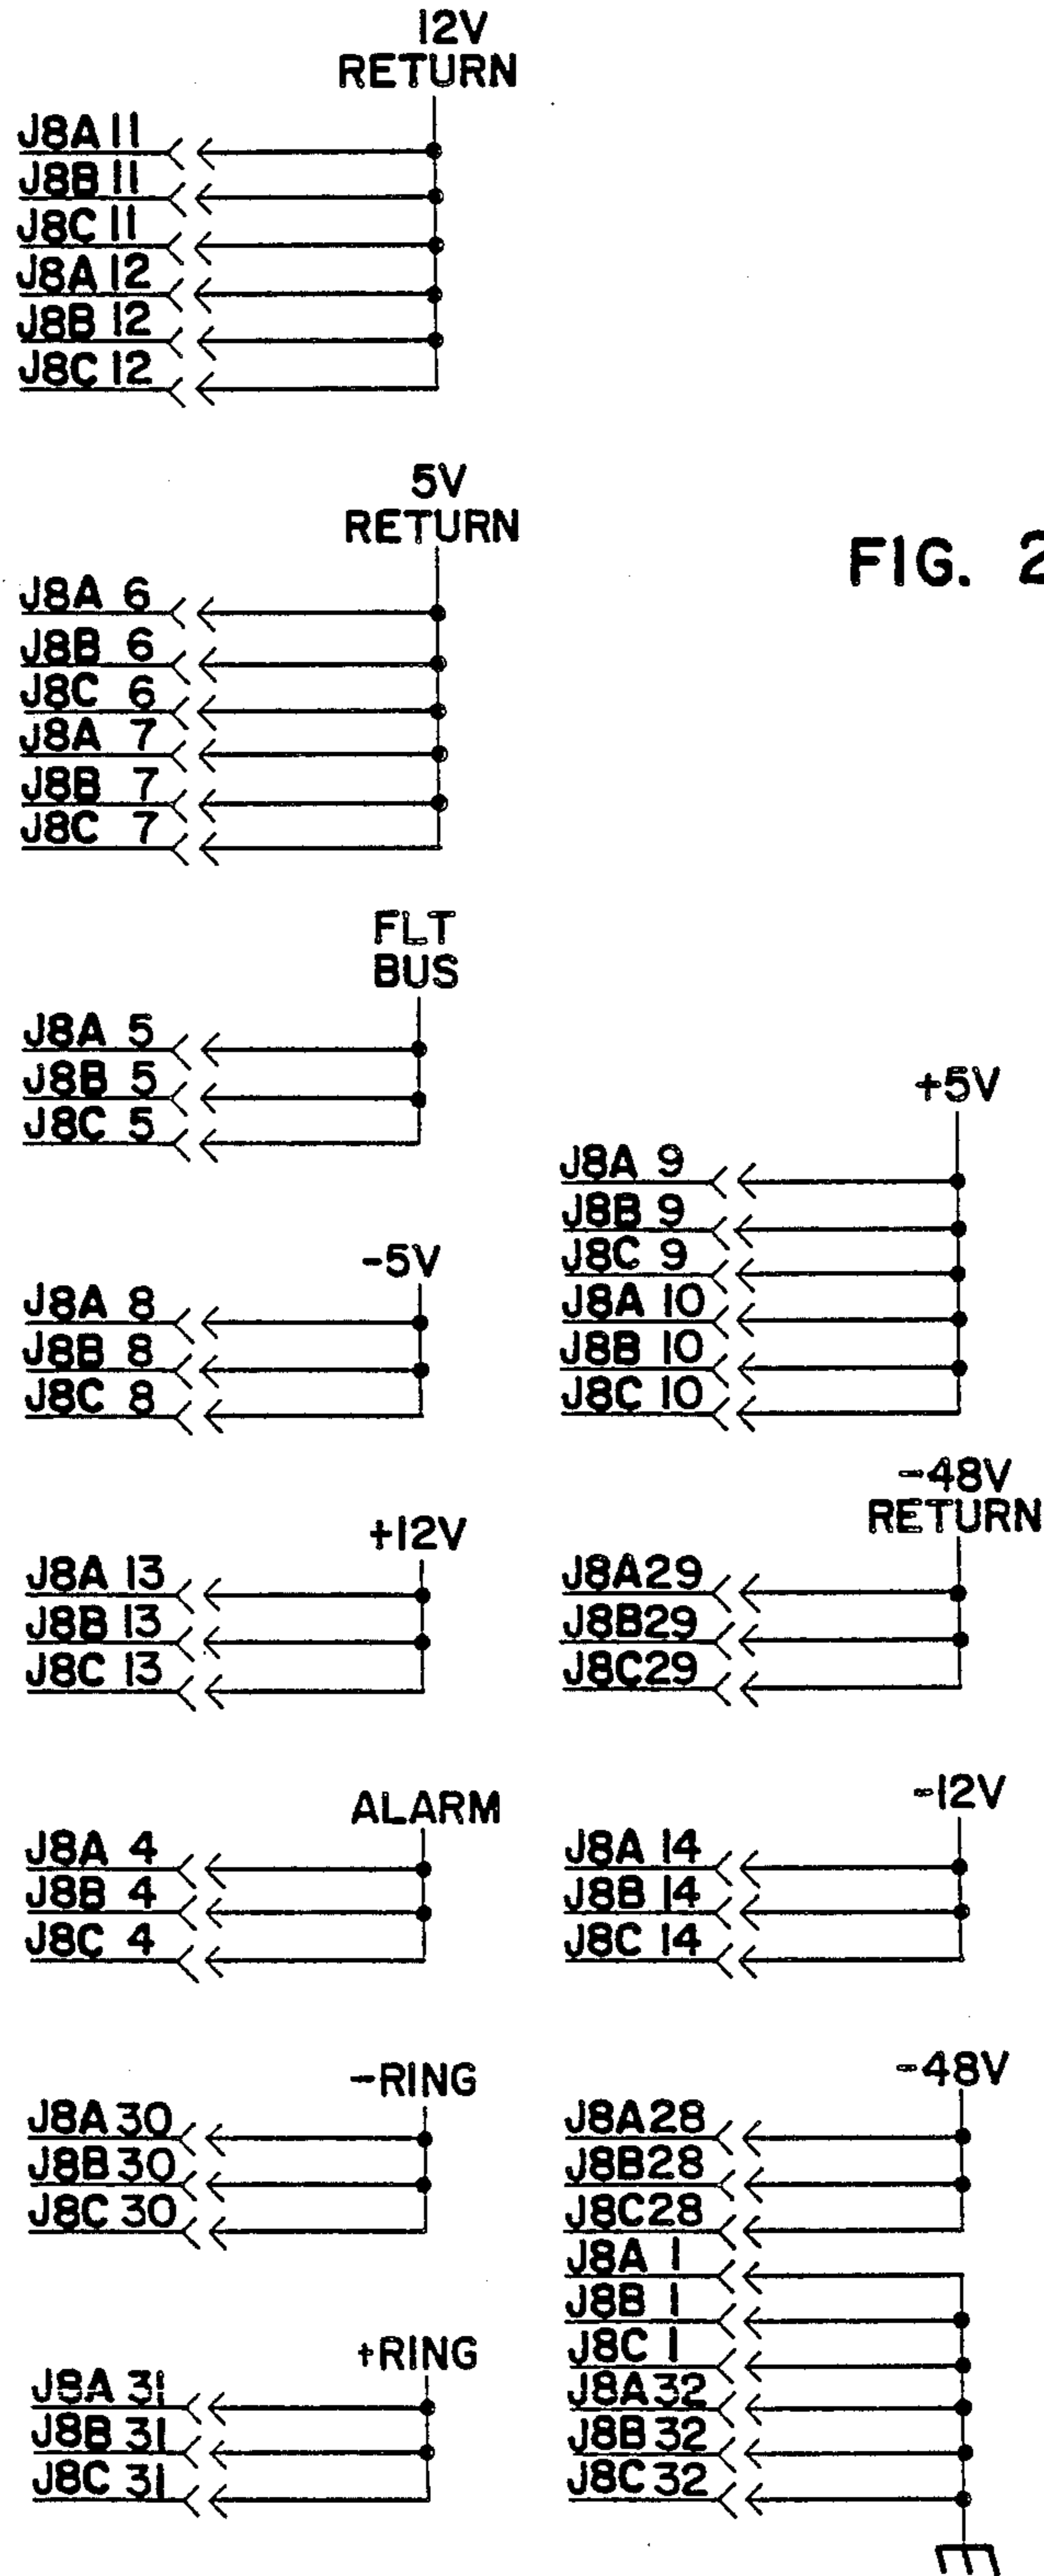 12V
RETURN
J8A 11
J8B 11
J8C 11
J8A 12
J8B 12
J8C 12
5V
RETURN
J8A 6
J8B 6
J8C 6
J8A 7
J8B 7
J8C 7
FIG. 2
FLT
BUS
J8A 5
J8B 5
J8C 5
-5V
J8A 8
J8B 8
J8C 8
+12V
J8A 13
J8B 13
J8C 13
ALARM
J8A 4
J8B 4
J8C 4
-RING
J8A 30
J8B 30
J8C 30
+RING
J8A 31
J8B 31
J8C 31
+5V
J8A 9
J8B 9
J8C 9
J8A 10
J8B 10
J8C 10
-48V
RETURN
J8A29
J8B29
J8C29
-12V
J8A 14
J8B 14
J8C 14
-48V
J8A28
J8B28
J8C28
J8A 1
J8B 1
J8C 1
J8A32
J8B32
J8C32